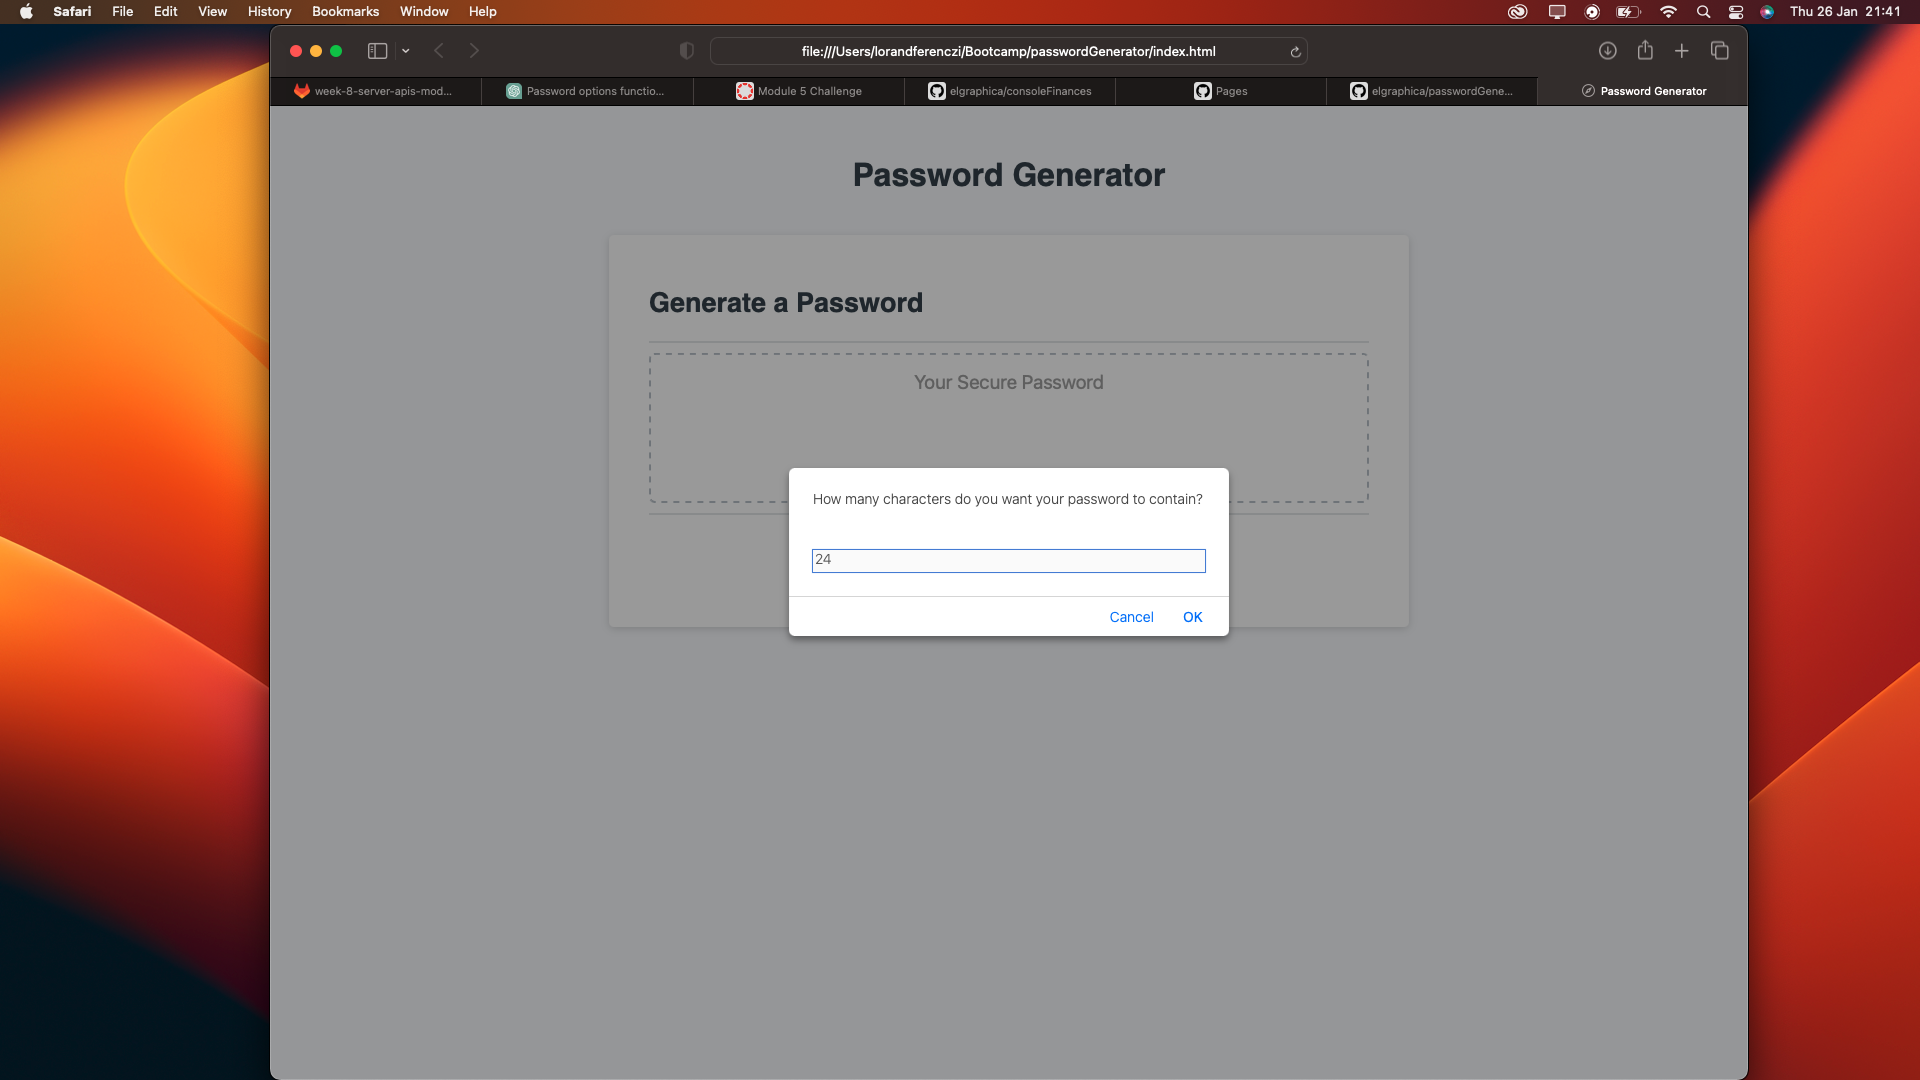 Safari File Edit View History Bookmarks Window Help Thu 26 Jan 21:41
file:///Users/lorandferenczi/Bootcamp/passwordGenerator/index.html
week-8-server-apis-mod... Password options functio... Module 5 Challenge elgraphica/consoleFinances Pages elgraphica/passwordGene... Password Generator
Password Generator
Generate a Password
Your Secure Password
How many characters do you want your password to contain?
24
Cancel OK